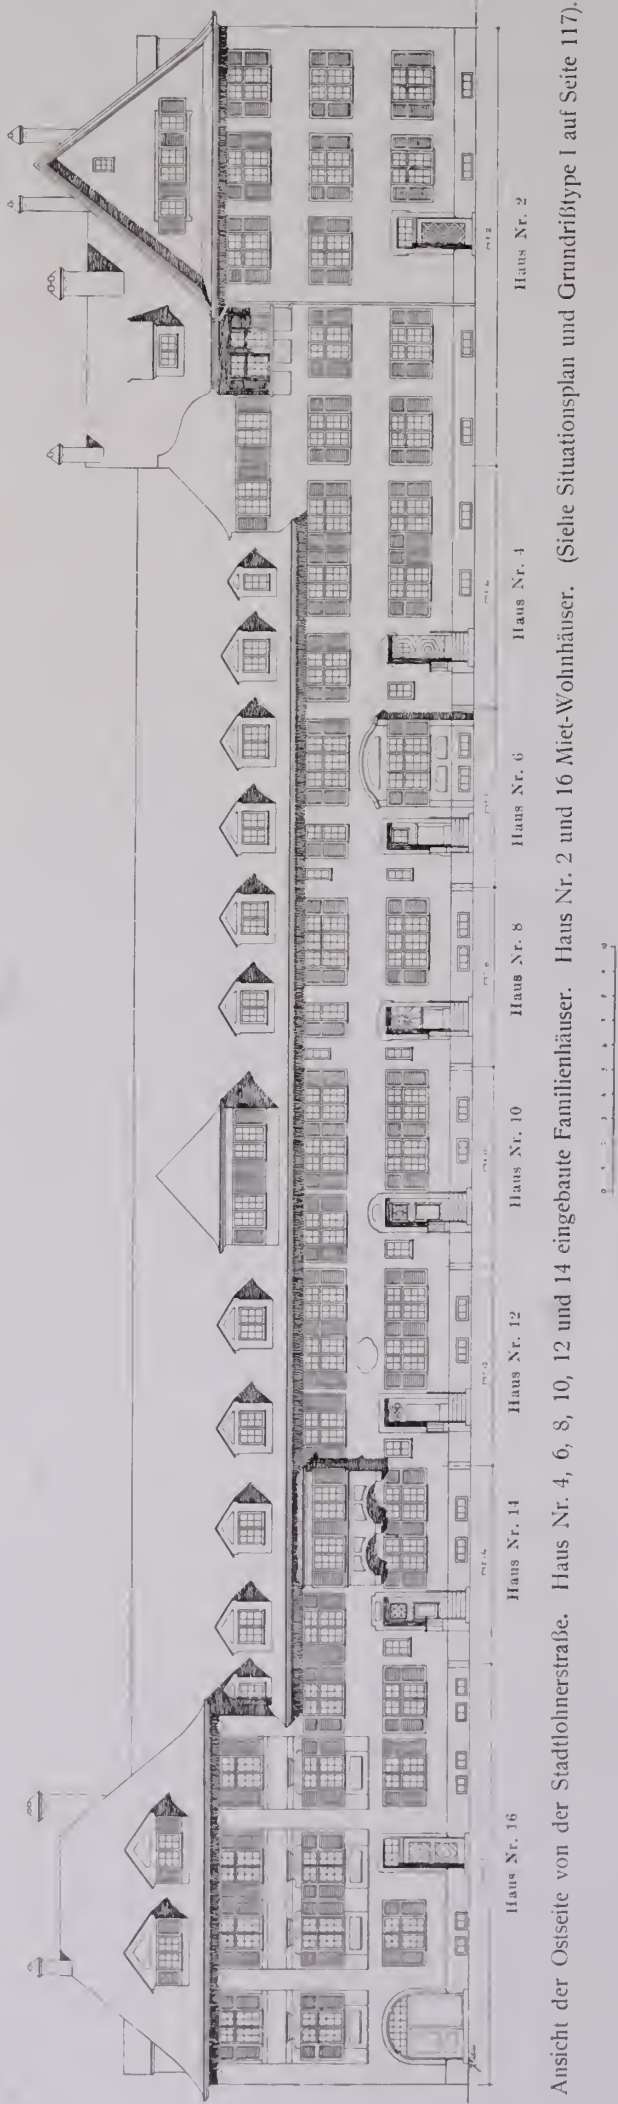 Haus Nr. 16
Haus Nr. 14
Haus Nr. 12
Haus Nr. 10
Haus Nr. 8
Haus Nr. 6
Haus Nr. 4
Haus Nr. 2
Ansicht der Ostseite von der Stadtlohnerstraße. Haus Nr. 4, 6, 8, 10, 12 und 14 eingebaute Familienhäuser. Haus Nr. 2 und 16 Miet-Wohnhäuser. (Siehe Situationsplan und Grundrißtype I auf Seite 117).